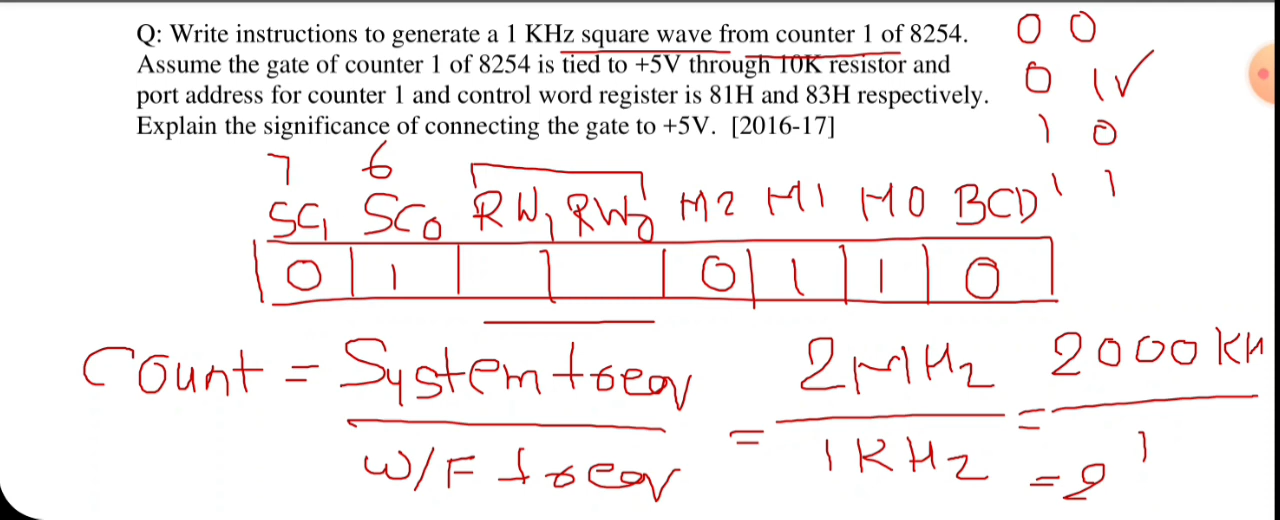 Q: Write instructions to generate a 1 KHz square wave from counter 1 of 8254.
Assume the gate of counter 1 of 8254 is tied to +5V through 10K resistor and
port address for counter 1 and control word register is 81H and 83H respectively.
Explain the significance of connecting the gate to +5V. [2016-17]
0 0
0 1✓
1 0
1 1
7 6
SC1 SC0 RW1 RW0 M2 M1 M0 BCD
0 1 0 1 1 0
Count = System freqv = 2MHz = 2000KH
W/F freqv 1KHz 1
= 2